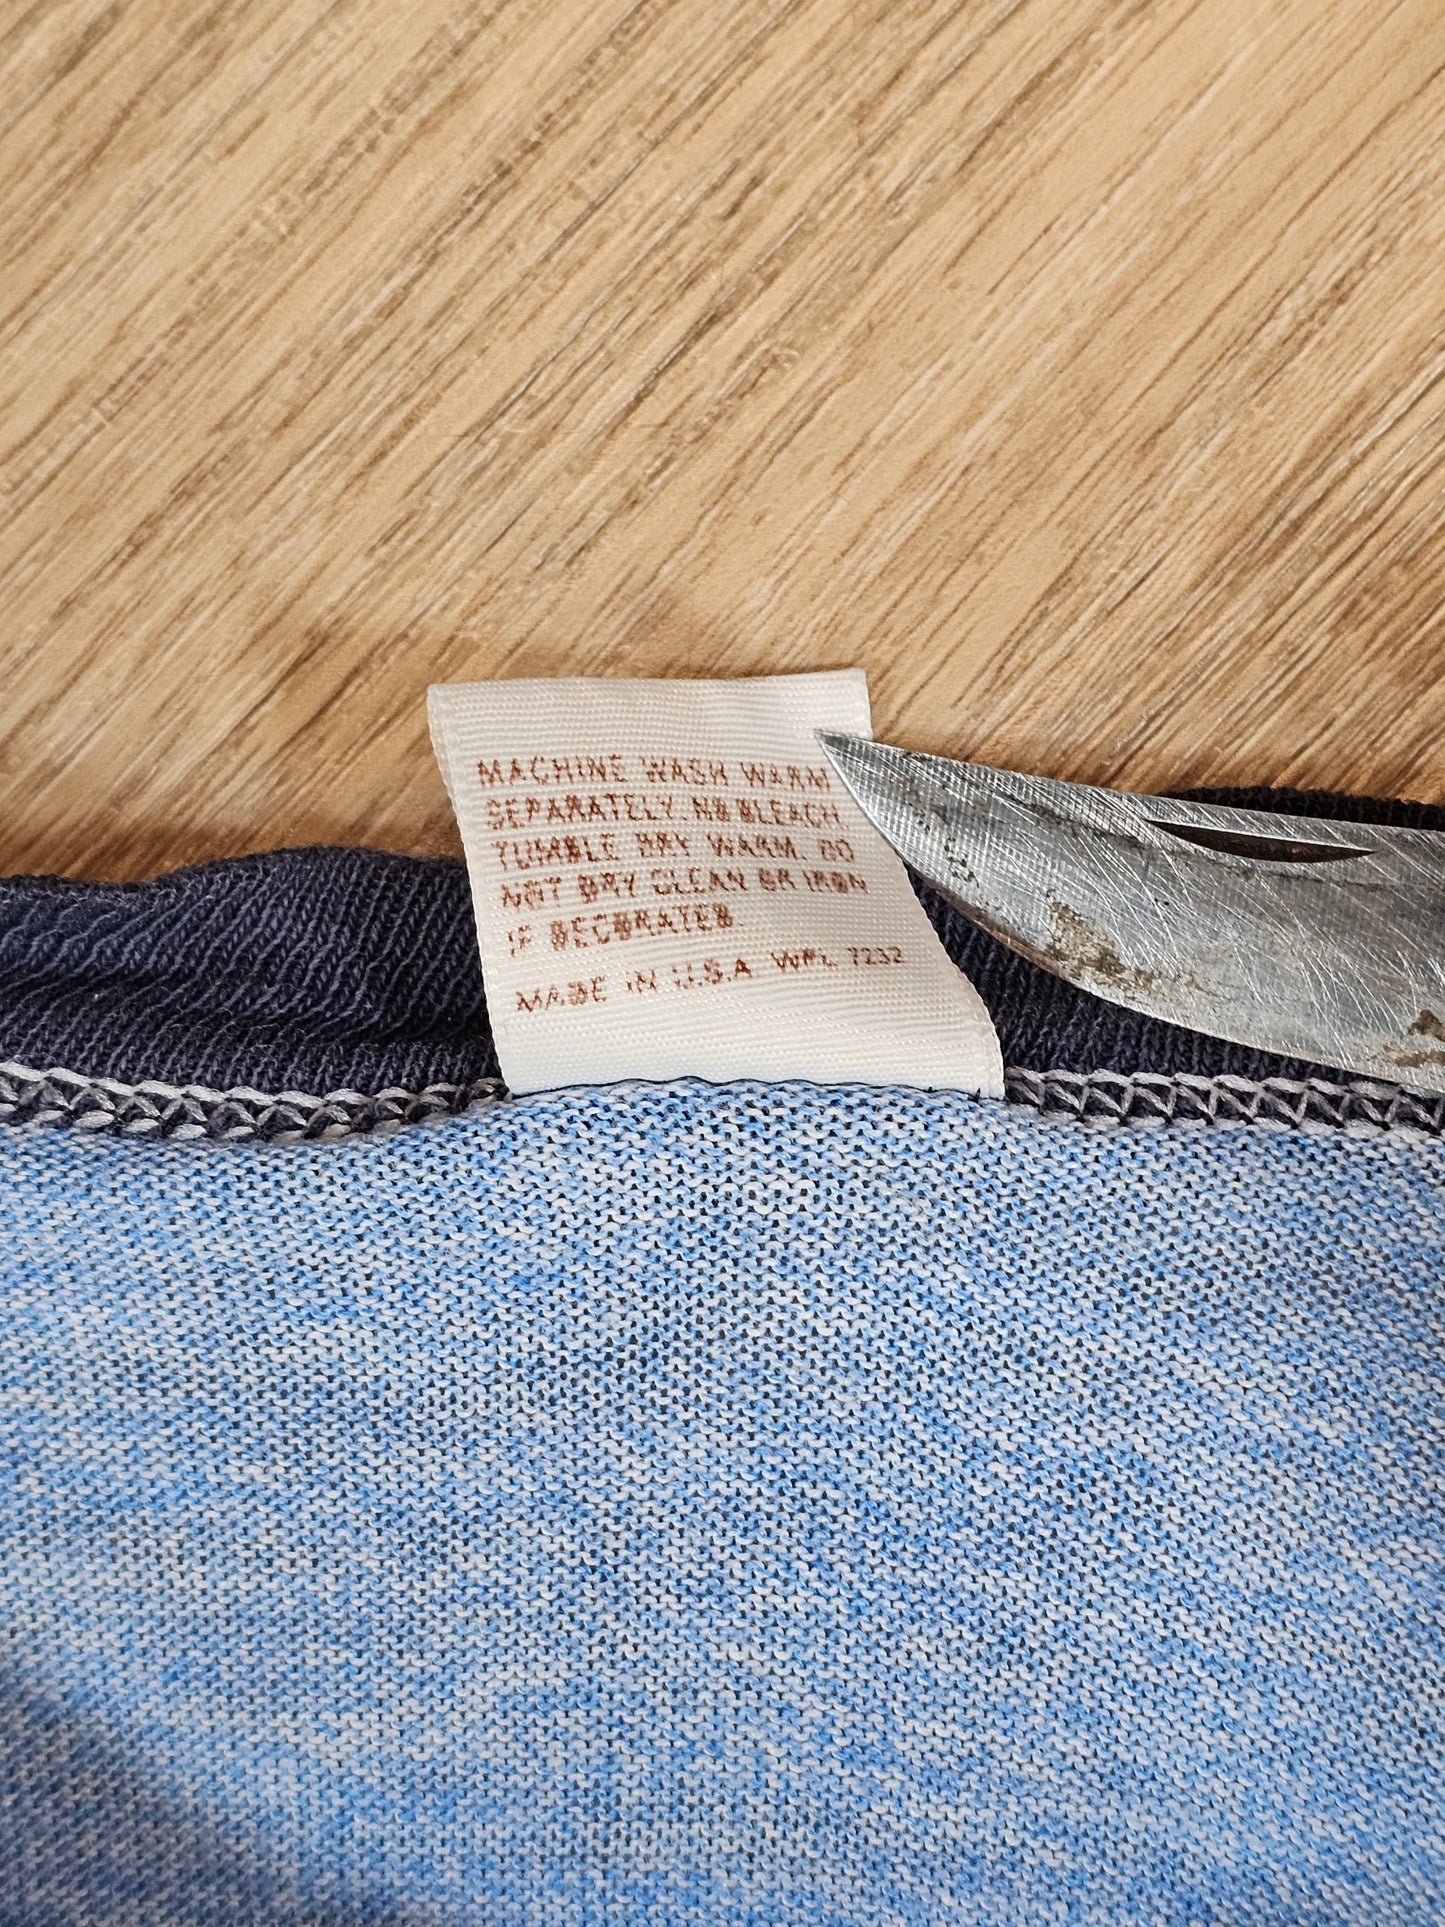 MACHINE WASH WARM
SEPARATELY. NO BLEACH.
TUMBLE DRY WARM. DO
NOT DRY CLEAN OR IRON
IF DECORATED.
MADE IN U.S.A. WPL 7232